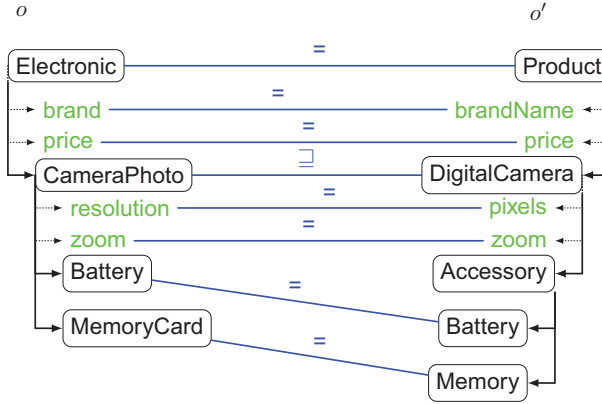 o o′
Electronic = Product
brand = brandName
price = price
CameraPhoto ⊒ DigitalCamera
resolution = pixels
zoom = zoom
Battery = Accessory
MemoryCard = Battery
Memory